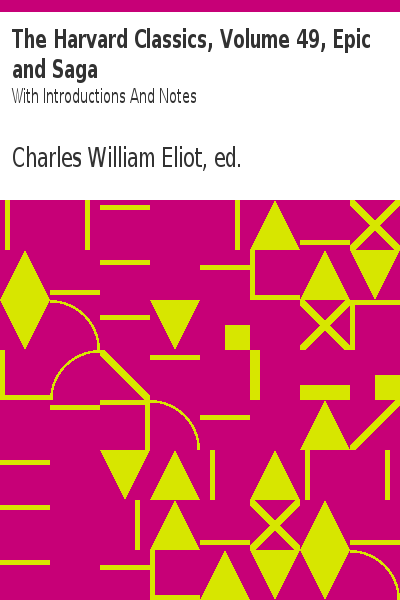 The Harvard Classics, Volume 49, Epic
and Saga
With Introductions And Notes
Charles William Eliot, ed.